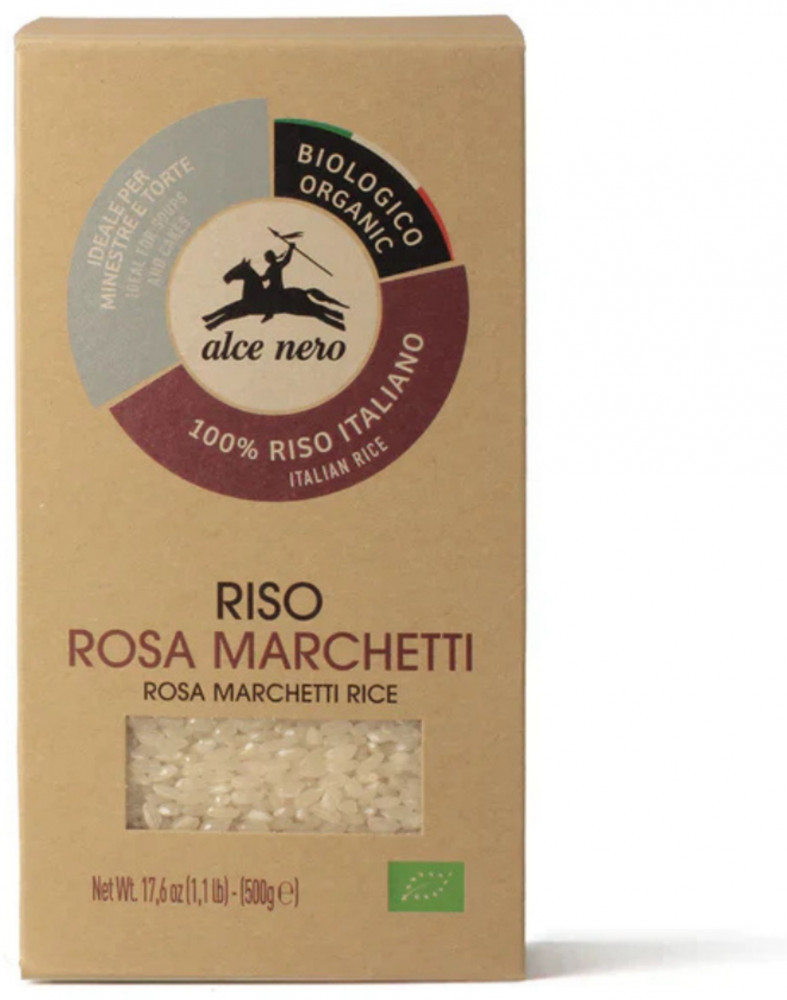 IDEALE PER
MINESTRE E TORTE
IDEAL FOR SOUPS
AND CAKES
BIOLOGICO
ORGANIC
alce nero
100% RISO ITALIANO
ITALIAN RICE
RISO
ROSA MARCHETTI
ROSA MARCHETTI RICE
Net Wt. 17,6 oz (1,1 lb) - (500g ℮)